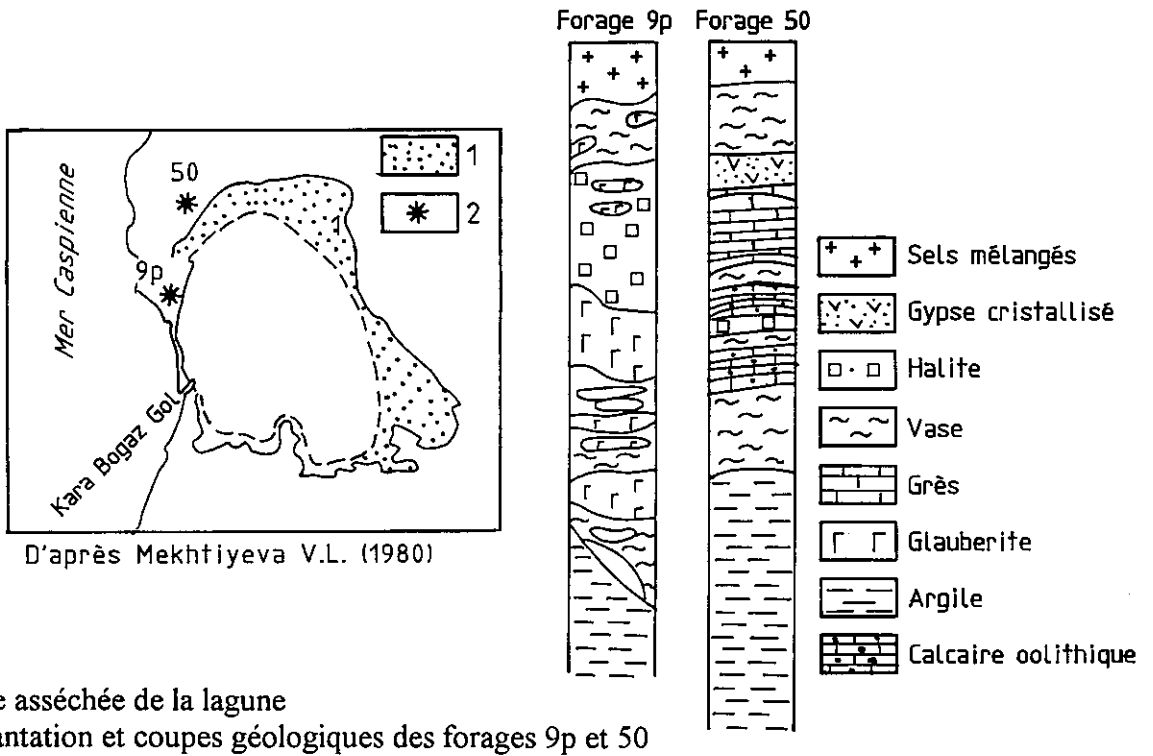 Forage 9p Forage 50
Mer Caspienne
50
9p
1
2
Kara Bogaz Gol
D'après Mekhtiyeva V.L. (1980)
Sels mélangés
Gypse cristallisé
Halite
Vase
Grès
Glauberite
Argile
Calcaire oolithique
e asséchée de la lagune
antation et coupes géologiques des forages 9p et 50